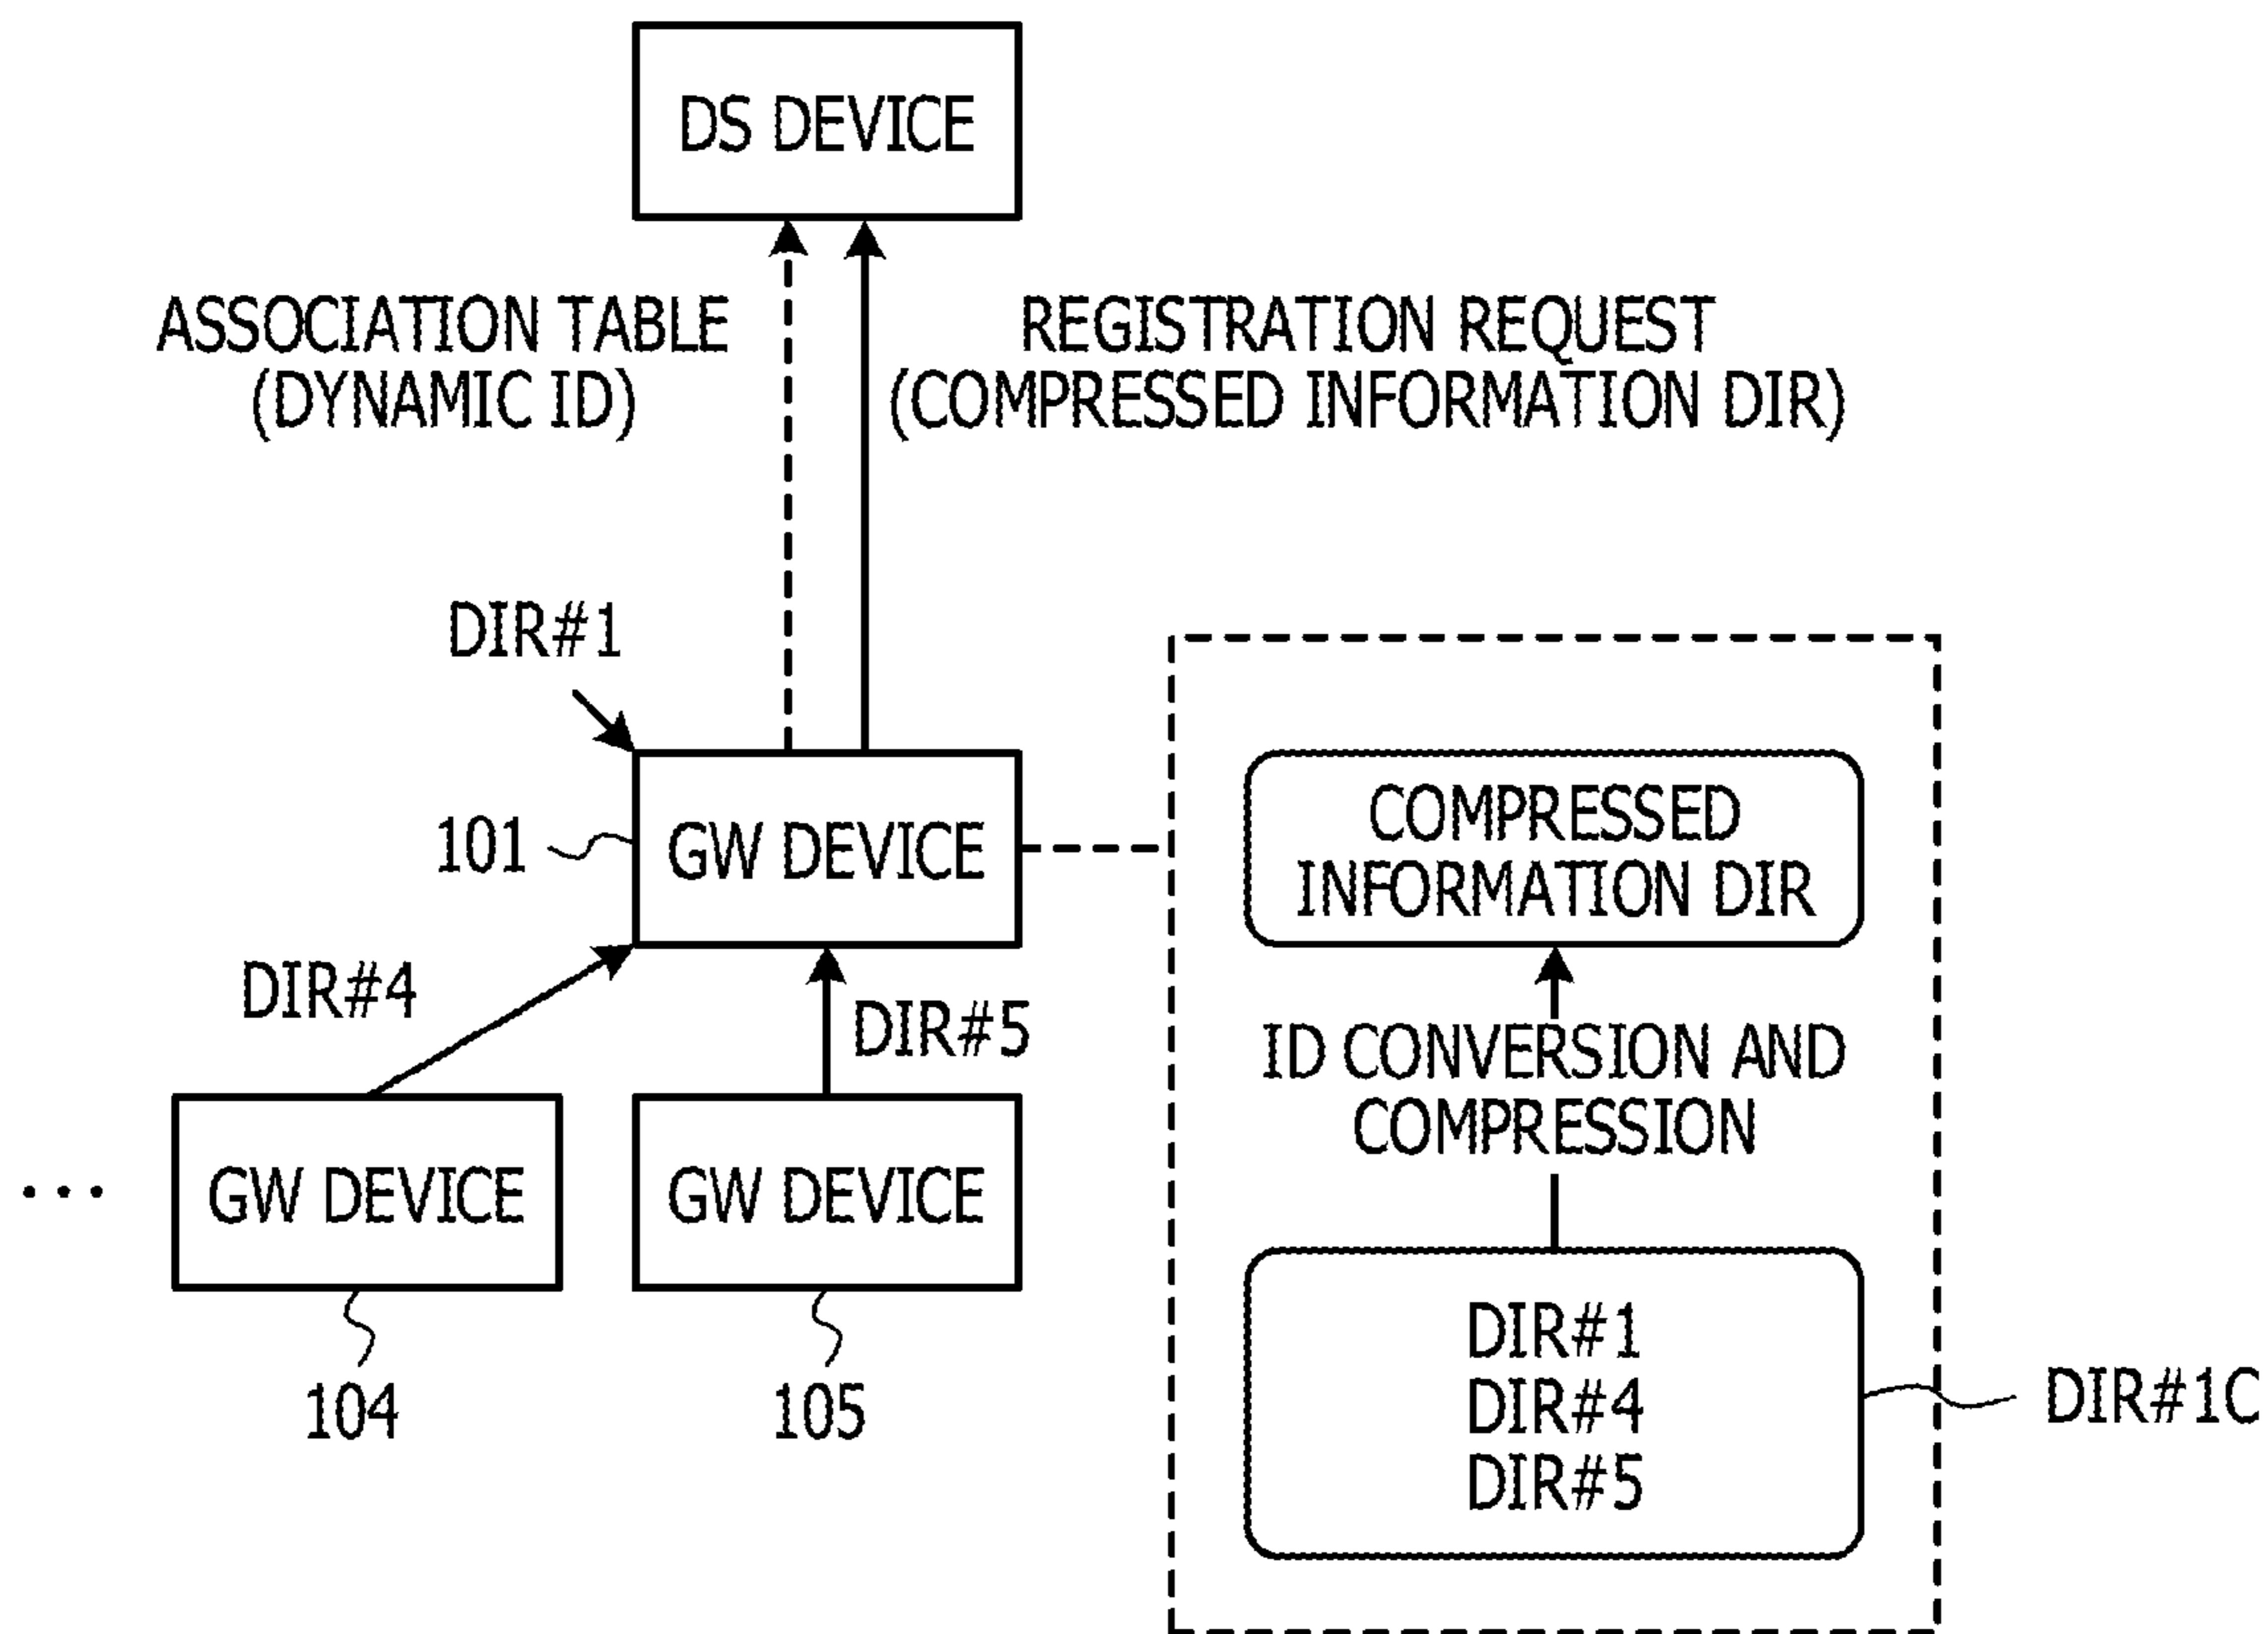 DS DEVICE
ASSOCIATION TABLE
(DYNAMIC ID)
REGISTRATION REQUEST
(COMPRESSED INFORMATION DIR)
DIR#1
101
GW DEVICE
COMPRESSED
INFORMATION DIR
DIR#4
DIR#5
ID CONVERSION AND
COMPRESSION
...
GW DEVICE
GW DEVICE
104
105
DIR#1
DIR#4
DIR#5
DIR#1C